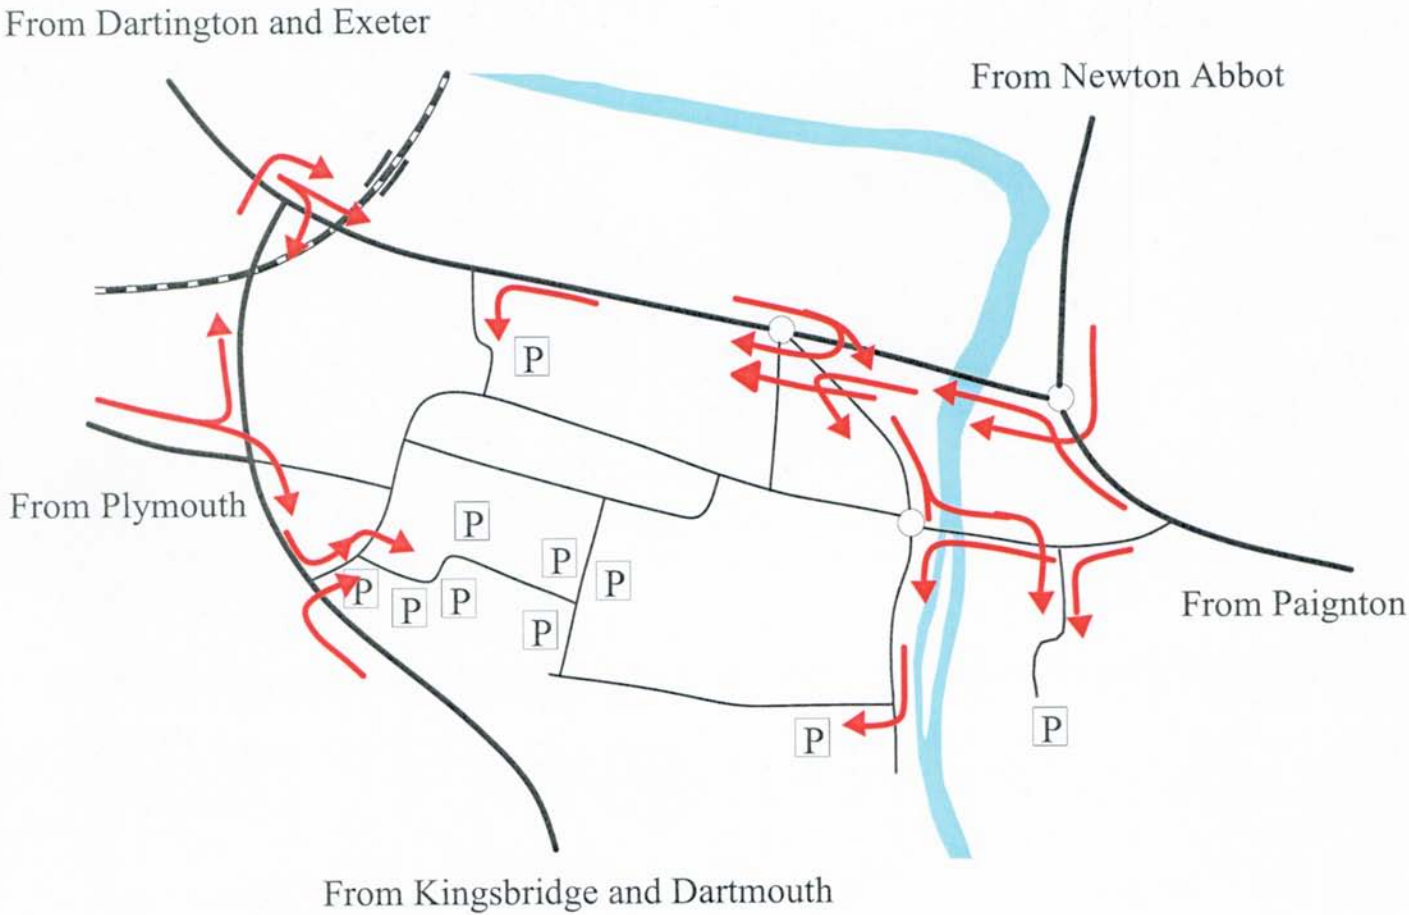 From Dartington and Exeter
From Newton Abbot
P
From Plymouth
P
P
P
P
P
P
P
From Paignton
P
P
From Kingsbridge and Dartmouth